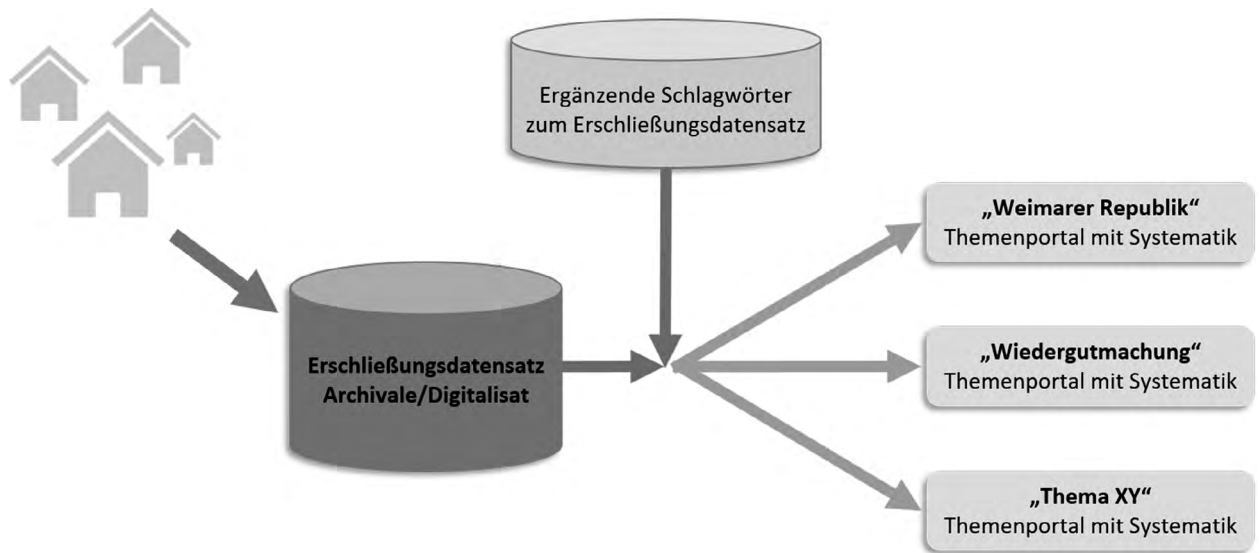 Ergänzende Schlagwörter
zum Erschließungsdatensatz
Erschließungsdatensatz
Archivale/Digitalisat
„Weimarer Republik“
Themenportal mit Systematik
„Wiedergutmachung“
Themenportal mit Systematik
„Thema XY“
Themenportal mit Systematik